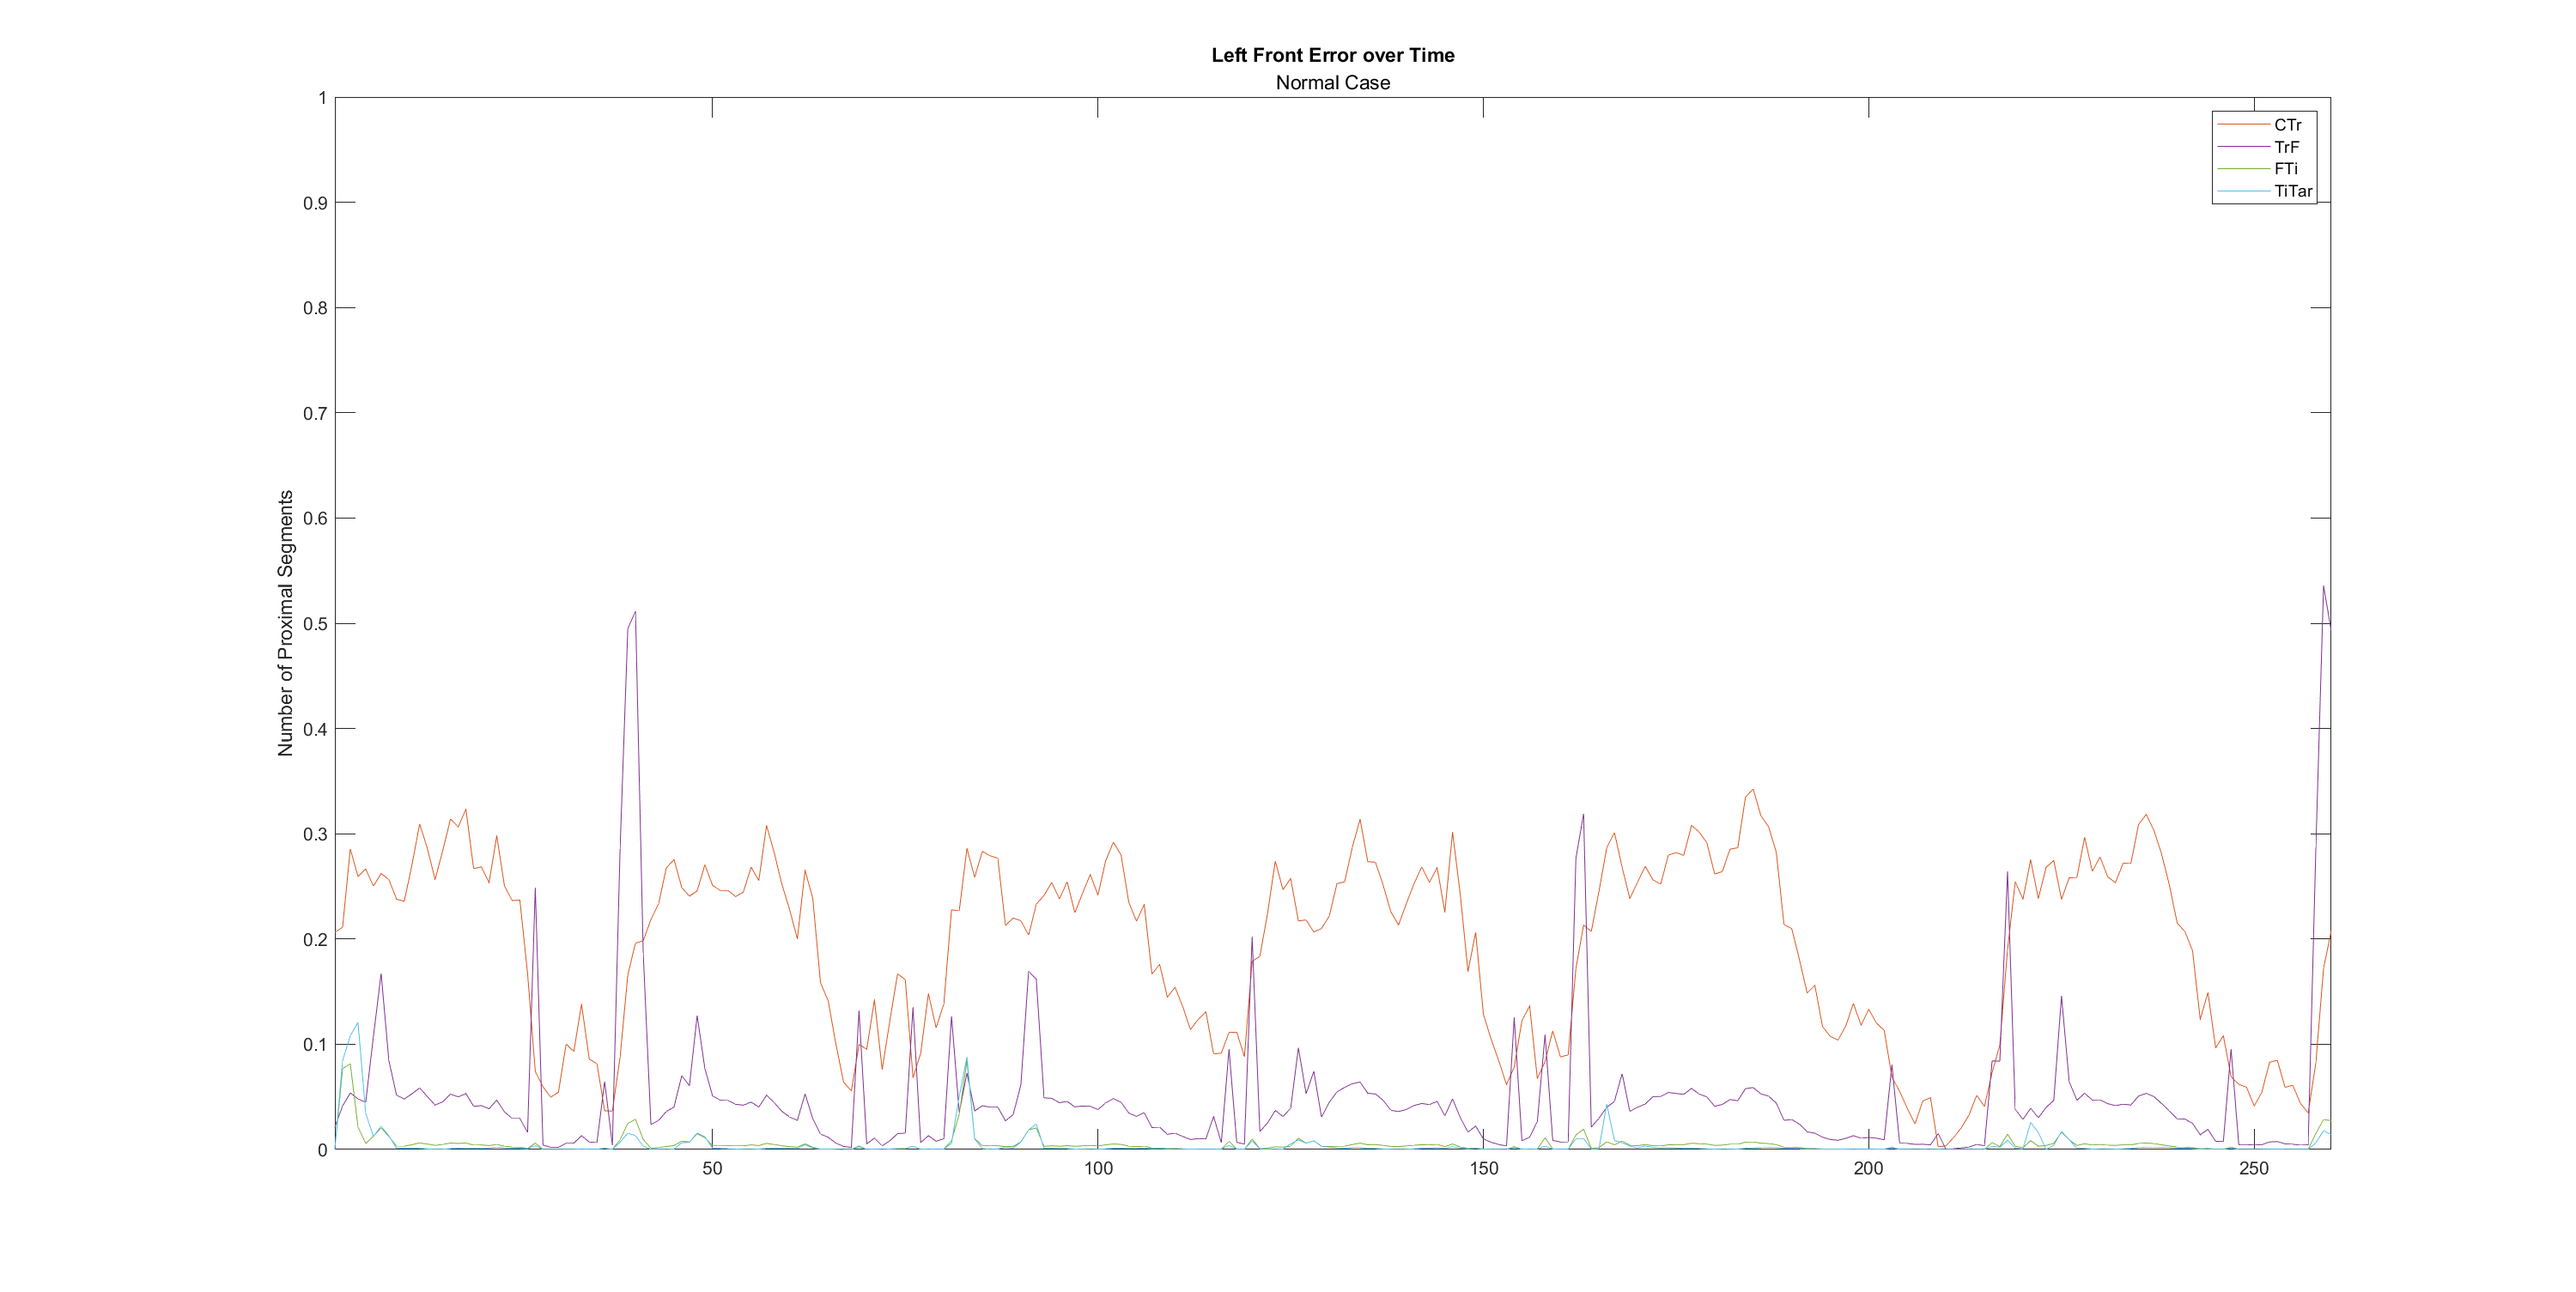 Left Front Error over Time
Normal Case
Number of Proximal Segments
1
0.9
0.8
0.7
0.6
0.5
0.4
0.3
0.2
0.1
0
50
100
150
200
250
CTr
TrF
FTi
TiTar